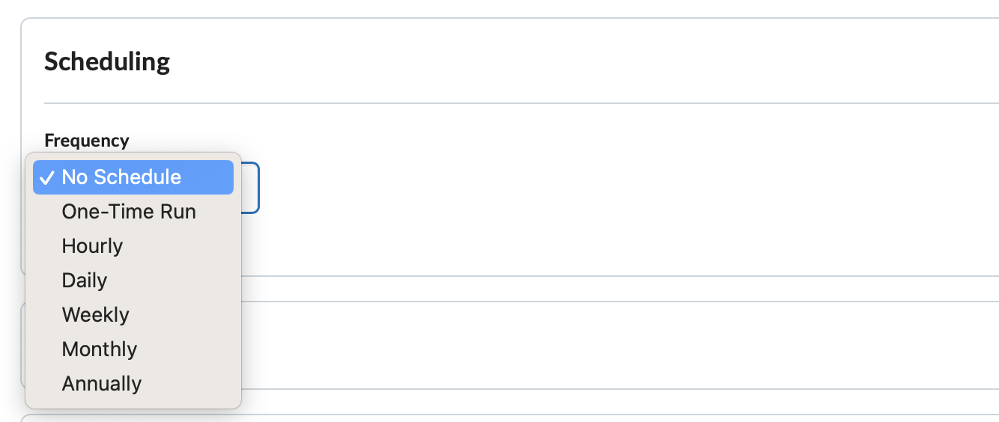 Scheduling
Frequency
✓ No Schedule
One-Time Run
Hourly
Daily
Weekly
Monthly
Annually